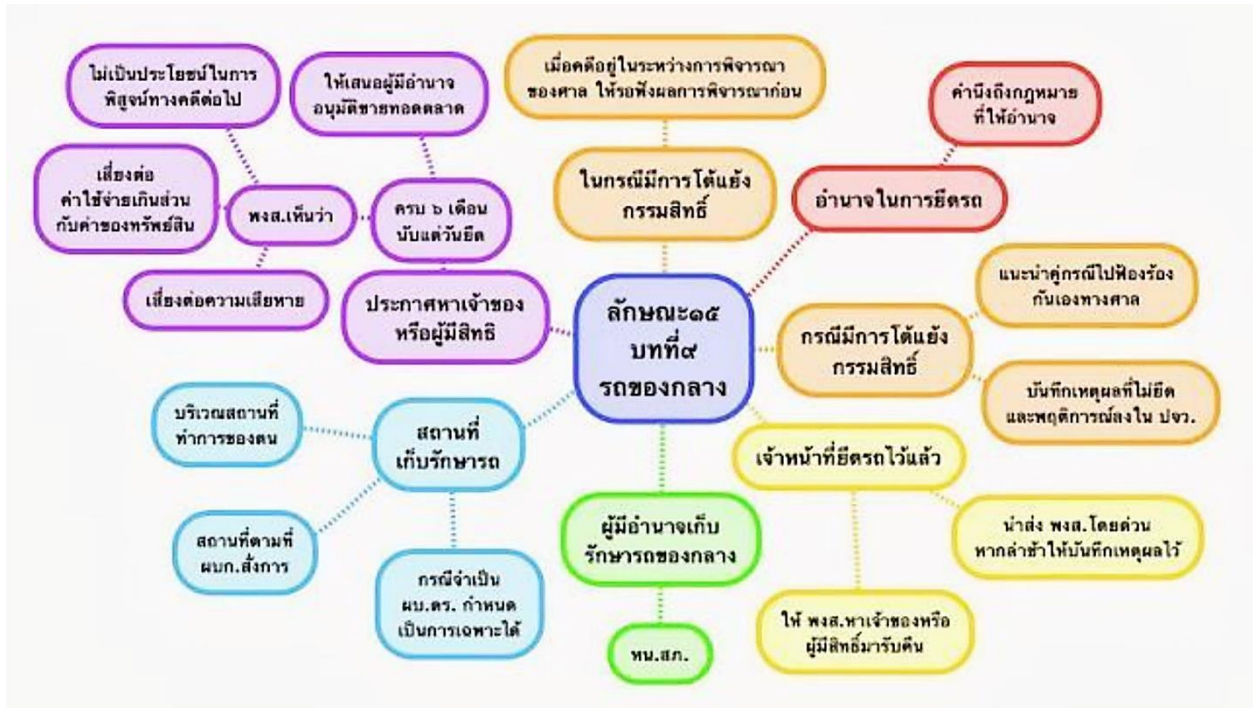 ไม่เป็นประโยชน์ในการ
พิสูจน์ทางคดีต่อไป
ให้เสนอผู้มีอำนาจ
อนุมัติขายทอดตลาด
เมื่อคดีอยู่ในระหว่างการพิจารณา
ของศาล ให้รอฟังผลการพิจารณาก่อน
คำนึงถึงกฎหมาย
ที่ให้อำนาจ
เสี่ยงต่อ
ค่าใช้จ่ายเกินส่วน
กับค่าของทรัพย์สิน
พงส.เห็นว่า
ครบ ๖ เดือน
นับแต่วันยึด
ในกรณีมีการโต้แย้ง
กรรมสิทธิ์
อำนาจในการยึดรถ
เสี่ยงต่อความเสียหาย
ประกาศหาเจ้าของ
หรือผู้มีสิทธิ
ลักษณะ๑๕
บทที่๙
รถของกลาง
กรณีมีการโต้แย้ง
กรรมสิทธิ์
แนะนำคู่กรณีไปฟ้องร้อง
กันเองทางศาล
บันทึกเหตุผลที่ไม่ยึด
และพฤติการณ์ลงใน ปจว.
บริเวณสถานที่
ทำการของตน
สถานที่
เก็บรักษารถ
เจ้าหน้าที่ยึดรถไว้แล้ว
สถานที่ตามที่
ผบก.สั่งการ
กรณีจำเป็น
ผบ.ตร. กำหนด
เป็นการเฉพาะได้
ผู้มีอำนาจเก็บ
รักษารถของกลาง
หน.สภ.
นำส่ง พงส.โดยด่วน
หากล่าช้าให้บันทึกเหตุผลไว้
ให้ พงส.หาเจ้าของหรือ
ผู้มีสิทธิ์มารับคืน